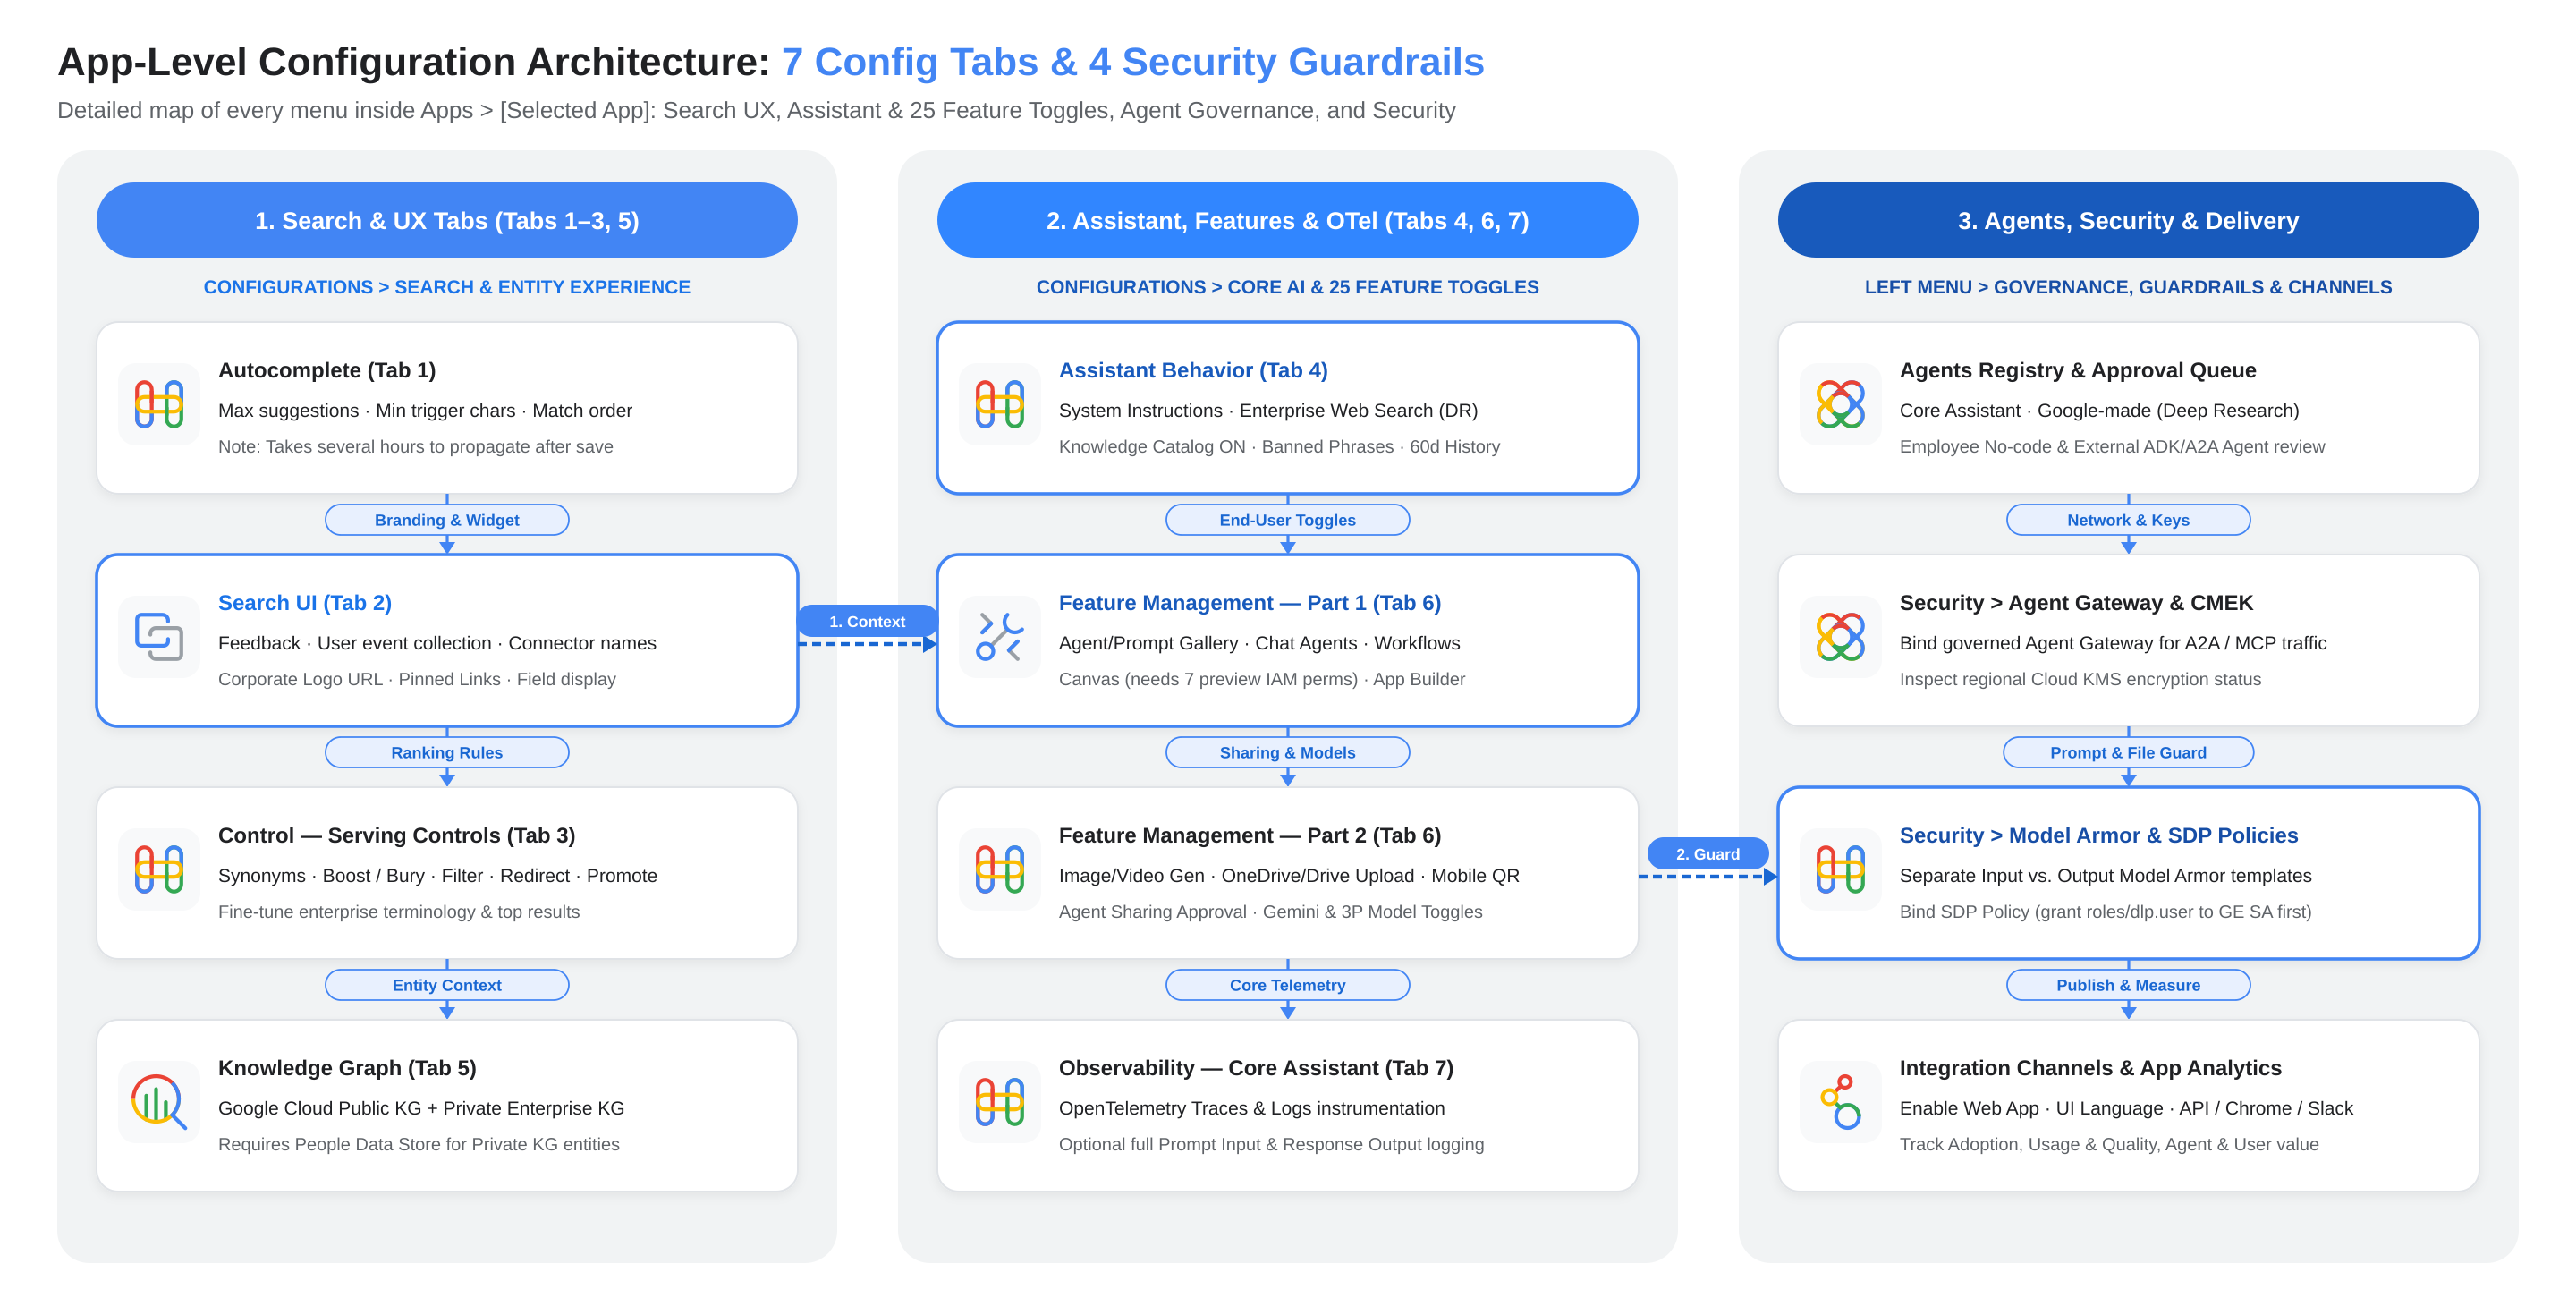 App-Level Configuration Architecture: 7 Config Tabs & 4 Security Guardrails
Detailed map of every menu inside Apps > [Selected App]: Search UX, Assistant & 25 Feature Toggles, Agent Governance, and Security
1. Search & UX Tabs (Tabs 1–3, 5)
CONFIGURATIONS > SEARCH & ENTITY EXPERIENCE
Autocomplete (Tab 1)
Max suggestions · Min trigger chars · Match order
Note: Takes several hours to propagate after save
Branding & Widget
Search UI (Tab 2)
Feedback · User event collection · Connector names
Corporate Logo URL · Pinned Links · Field display
Ranking Rules
Control — Serving Controls (Tab 3)
Synonyms · Boost / Bury · Filter · Redirect · Promote
Fine-tune enterprise terminology & top results
Entity Context
Knowledge Graph (Tab 5)
Google Cloud Public KG + Private Enterprise KG
Requires People Data Store for Private KG entities
1. Context
2. Assistant, Features & OTel (Tabs 4, 6, 7)
CONFIGURATIONS > CORE AI & 25 FEATURE TOGGLES
Assistant Behavior (Tab 4)
System Instructions · Enterprise Web Search (DR)
Knowledge Catalog ON · Banned Phrases · 60d History
End-User Toggles
Feature Management — Part 1 (Tab 6)
Agent/Prompt Gallery · Chat Agents · Workflows
Canvas (needs 7 preview IAM perms) · App Builder
Sharing & Models
Feature Management — Part 2 (Tab 6)
Image/Video Gen · OneDrive/Drive Upload · Mobile QR
Agent Sharing Approval · Gemini & 3P Model Toggles
Core Telemetry
Observability — Core Assistant (Tab 7)
OpenTelemetry Traces & Logs instrumentation
Optional full Prompt Input & Response Output logging
2. Guard
3. Agents, Security & Delivery
LEFT MENU > GOVERNANCE, GUARDRAILS & CHANNELS
Agents Registry & Approval Queue
Core Assistant · Google-made (Deep Research)
Employee No-code & External ADK/A2A Agent review
Network & Keys
Security > Agent Gateway & CMEK
Bind governed Agent Gateway for A2A / MCP traffic
Inspect regional Cloud KMS encryption status
Prompt & File Guard
Security > Model Armor & SDP Policies
Separate Input vs. Output Model Armor templates
Bind SDP Policy (grant roles/dlp.user to GE SA first)
Publish & Measure
Integration Channels & App Analytics
Enable Web App · UI Language · API / Chrome / Slack
Track Adoption, Usage & Quality, Agent & User value